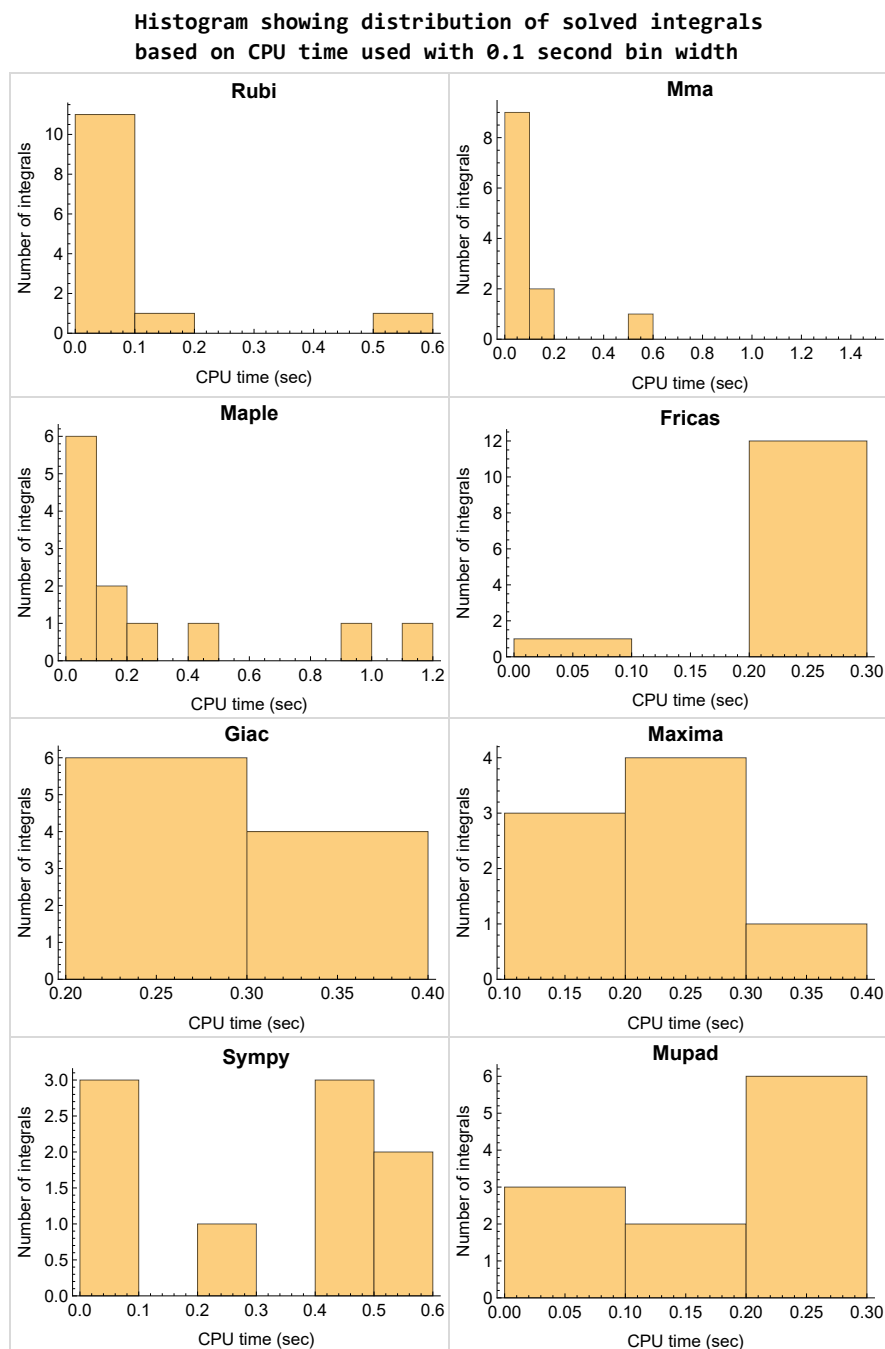 Histogram showing distribution of solved integrals
based on CPU time used with 0.1 second bin width
Rubi
Number of integrals
10
8
6
4
2
0
0.0 0.1 0.2 0.3 0.4 0.5 0.6
CPU time (sec)
Mma
Number of integrals
8
6
4
2
0
0.0 0.2 0.4 0.6 0.8 1.0 1.2 1.4
CPU time (sec)
Maple
Number of integrals
6
5
4
3
2
1
0
0.0 0.2 0.4 0.6 0.8 1.0 1.2
CPU time (sec)
Fricas
Number of integrals
12
10
8
6
4
2
0
0.00 0.05 0.10 0.15 0.20 0.25 0.30
CPU time (sec)
Giac
Number of integrals
6
5
4
3
2
1
0
0.20 0.25 0.30 0.35 0.40
CPU time (sec)
Maxima
Number of integrals
4
3
2
1
0
0.10 0.15 0.20 0.25 0.30 0.35 0.40
CPU time (sec)
Sympy
Number of integrals
3.0
2.5
2.0
1.5
1.0
0.5
0.0
0.0 0.1 0.2 0.3 0.4 0.5 0.6
CPU time (sec)
Mupad
Number of integrals
6
5
4
3
2
1
0
0.00 0.05 0.10 0.15 0.20 0.25 0.30
CPU time (sec)